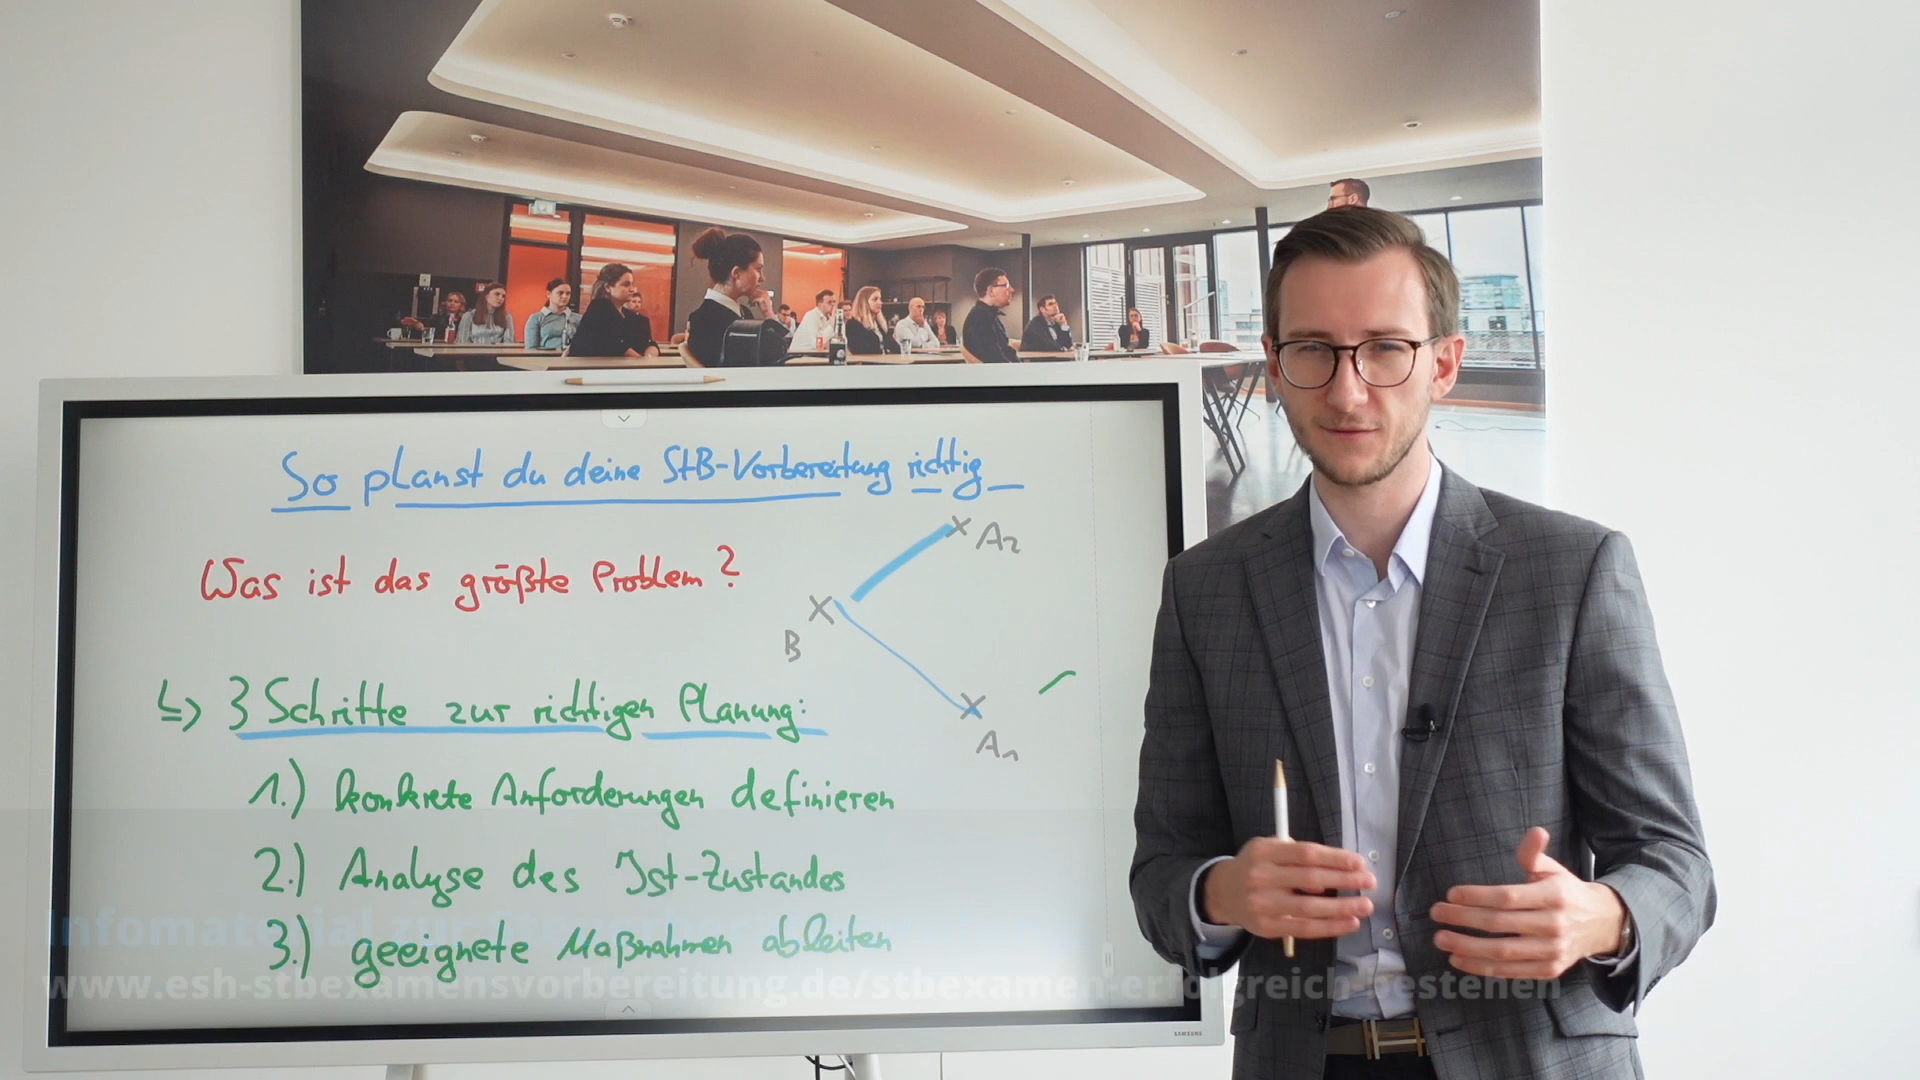 So planst du deine StB-Vorbereitung richtig
Was ist das größte Problem?
A2
B
A1
↳ 3 Schritte zur richtigen Planung:
1.) konkrete Anforderungen definieren
2.) Analyse des Ist-Zustandes
3.) geeignete Maßnahmen ableiten
Infomaterial zur
www.esh-stbexamensvorbereitung.de/stbexamen-erfolgreich-bestehen
SAMSUNG